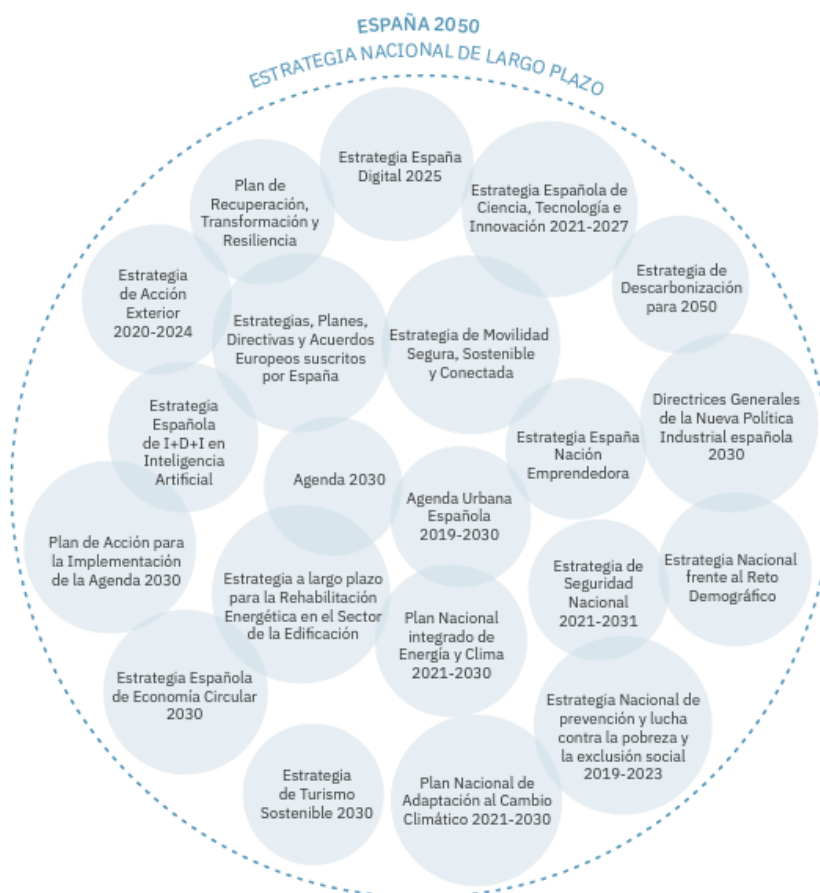 ESPAÑA 2050
ESTRATEGIA NACIONAL DE LARGO PLAZO
Estrategia España
Digital 2025
Plan de
Recuperación,
Transformación y
Resiliencia
Estrategia Española de
Ciencia, Tecnología e
Innovación 2021-2027
Estrategia
de Acción
Exterior
2020-2024
Estrategia de
Descarbonización
para 2050
Estrategias, Planes,
Directivas y Acuerdos
Europeos suscritos
por España
Estrategia de Movilidad
Segura, Sostenible
y Conectada
Estrategia
Española
de I+D+I en
Inteligencia
Artificial
Directrices Generales
de la Nueva Política
Industrial española
2030
Estrategia España
Nación
Emprendedora
Agenda 2030
Agenda Urbana
Española
2019-2030
Plan de Acción para
la Implementación
de la Agenda 2030
Estrategia a largo plazo
para la Rehabilitación
Energética en el Sector
de la Edificación
Estrategia de
Seguridad
Nacional
2021-2031
Estrategia Nacional
frente al Reto
Demográfico
Plan Nacional
integrado de
Energía y Clima
2021-2030
Estrategia Española
de Economía Circular
2030
Estrategia Nacional de
prevención y lucha
contra la pobreza y
la exclusión social
2019-2023
Estrategia
de Turismo
Sostenible 2030
Plan Nacional de
Adaptación al Cambio
Climático 2021-2030